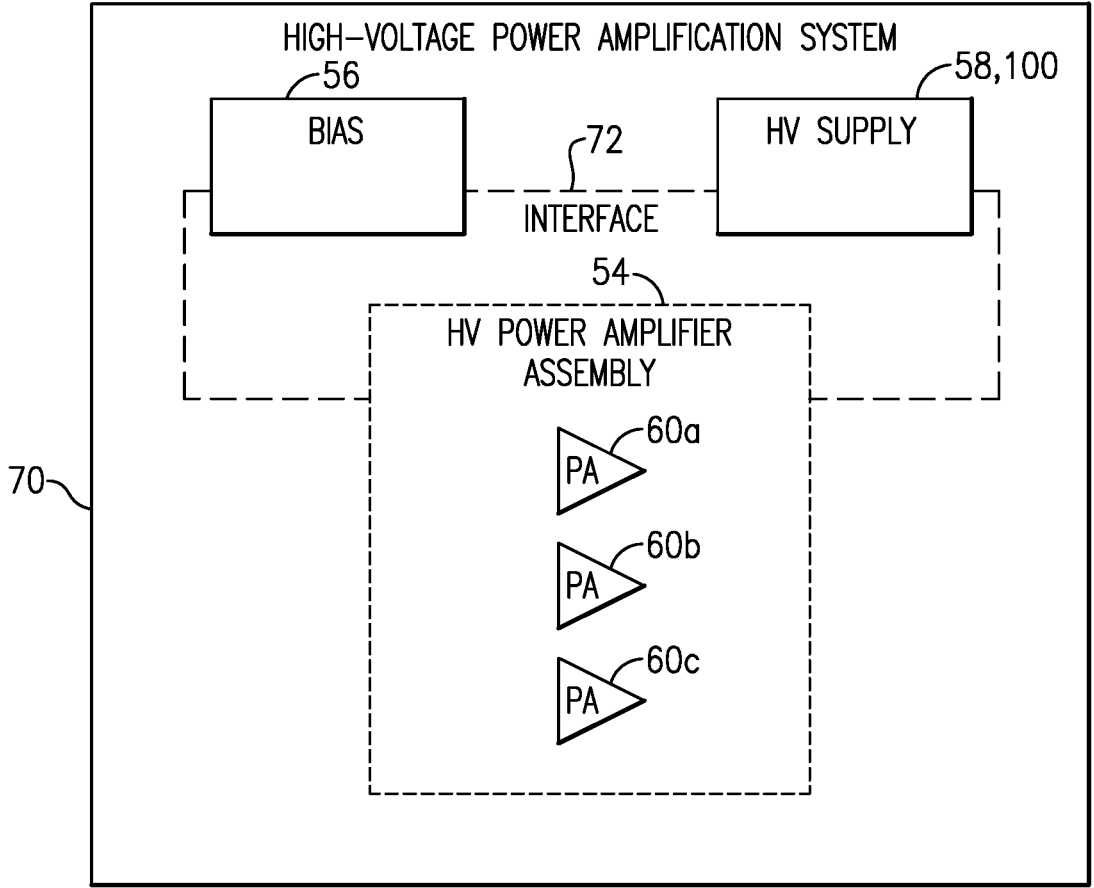 HIGH-VOLTAGE POWER AMPLIFICATION SYSTEM
56
58,100
BIAS
HV SUPPLY
72
INTERFACE
54
HV POWER AMPLIFIER
ASSEMBLY
60a
PA
70
60b
PA
60c
PA